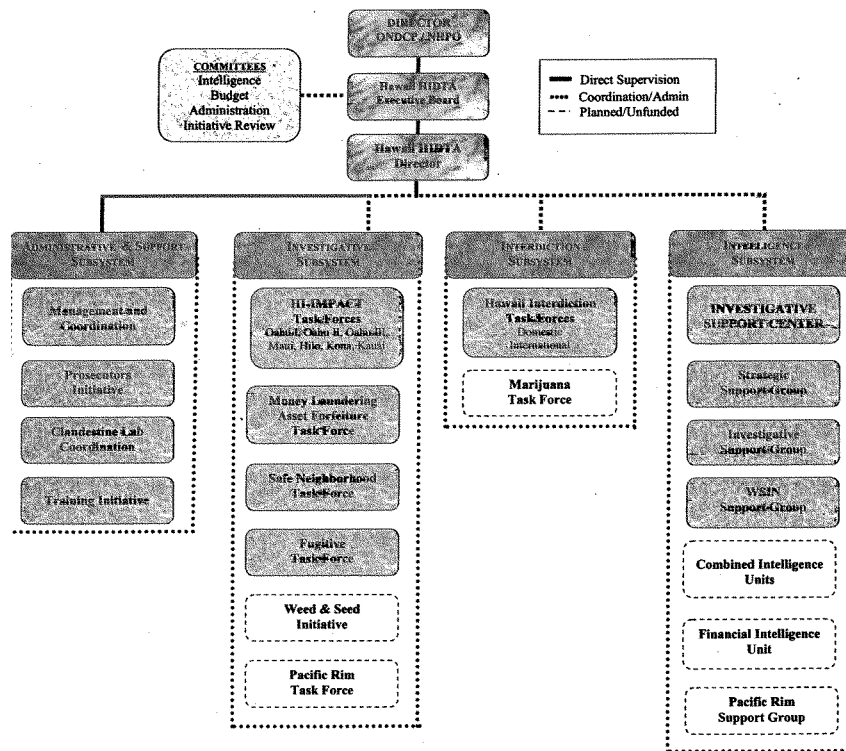 DIRECTOR
ONDCP / NHPO
COMMITTEES
Intelligence
Budget
Administration
Initiative Review
Hawaii HIDTA
Executive Board
Hawaii HIDTA
Director
Direct Supervision
Coordination/Admin
Planned/Unfunded
ADMINISTRATIVE & SUPPORT
SUBSYSTEM
Management and
Coordination
Prosecutors
Initiative
Clandestine Lab
Coordination
Training Initiative
INVESTIGATIVE
SUBSYSTEM
HI-IMPACT
Task Forces
Oahu I, Oahu II, Oahu III,
Maui, Hilo, Kona, Kauai
Money Laundering
Asset Forfeiture
Task Force
Safe Neighborhood
Task Force
Fugitive
Task Force
Weed & Seed
Initiative
Pacific Rim
Task Force
INTERDICTION
SUBSYSTEM
Hawaii Interdiction
Task Forces
Domestic
International
Marijuana
Task Force
INTELLIGENCE
SUBSYSTEM
INVESTIGATIVE
SUPPORT CENTER
Strategic
Support Group
Investigative
Support Group
WSIN
Support Group
Combined Intelligence
Units
Financial Intelligence
Unit
Pacific Rim
Support Group